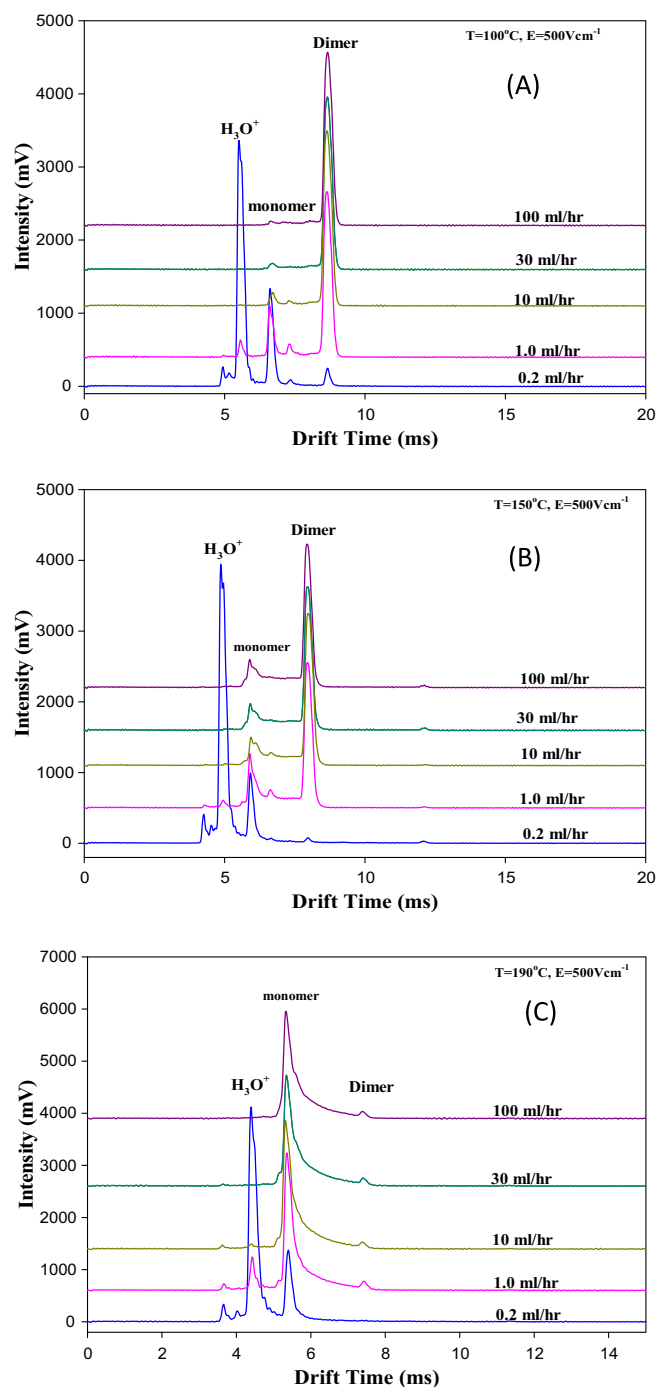 T=100°C, E=500Vcm⁻¹
Dimer
(A)
H₃O⁺
monomer
100 ml/hr
30 ml/hr
10 ml/hr
1.0 ml/hr
0.2 ml/hr
5000
4000
3000
2000
1000
0
Intensity (mV)
0 5 10 15 20
Drift Time (ms)
T=150°C, E=500Vcm⁻¹
Dimer
H₃O⁺
(B)
monomer
100 ml/hr
30 ml/hr
10 ml/hr
1.0 ml/hr
0.2 ml/hr
5000
4000
3000
2000
1000
0
Intensity (mV)
0 5 10 15 20
Drift Time (ms)
T=190°C, E=500Vcm⁻¹
monomer
(C)
H₃O⁺
Dimer
100 ml/hr
30 ml/hr
10 ml/hr
1.0 ml/hr
0.2 ml/hr
7000
6000
5000
4000
3000
2000
1000
0
Intensity (mV)
0 2 4 6 8 10 12 14
Drift Time (ms)